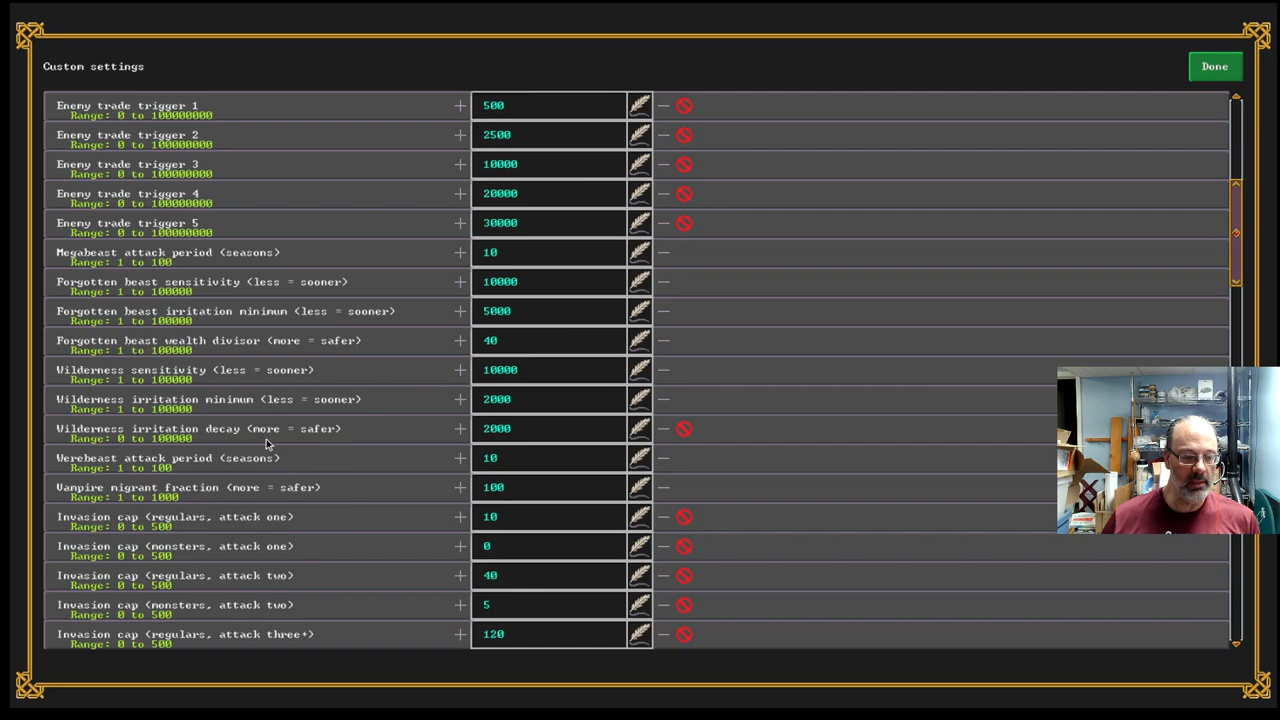 Custom settings
Done
Enemy trade trigger 1
500
Range: 0 to 100000000
Enemy trade trigger 2
2500
Range: 0 to 100000000
Enemy trade trigger 3
10000
Range: 0 to 100000000
Enemy trade trigger 4
20000
Range: 0 to 100000000
Enemy trade trigger 5
30000
Range: 0 to 100000000
Megabeast attack period (seasons)
10
Range: 1 to 100
Forgotten beast sensitivity (less = sooner)
10000
Range: 1 to 100000
Forgotten beast irritation minimum (less = sooner)
5000
Range: 1 to 100000
Forgotten beast wealth divisor (more = safer)
40
Range: 1 to 100000
Wilderness sensitivity (less = sooner)
10000
Range: 1 to 100000
Wilderness irritation minimum (less = sooner)
2000
Range: 1 to 100000
Wilderness irritation decay (more = safer)
2000
Range: 0 to 100000
Werebeast attack period (seasons)
10
Range: 1 to 100
Vampire migrant fraction (more = safer)
100
Range: 1 to 1000
Invasion cap (regulars, attack one)
10
Range: 0 to 500
Invasion cap (monsters, attack one)
0
Range: 0 to 500
Invasion cap (regulars, attack two)
40
Range: 0 to 500
Invasion cap (monsters, attack two)
5
Range: 0 to 500
Invasion cap (regulars, attack three+)
120
Range: 0 to 500